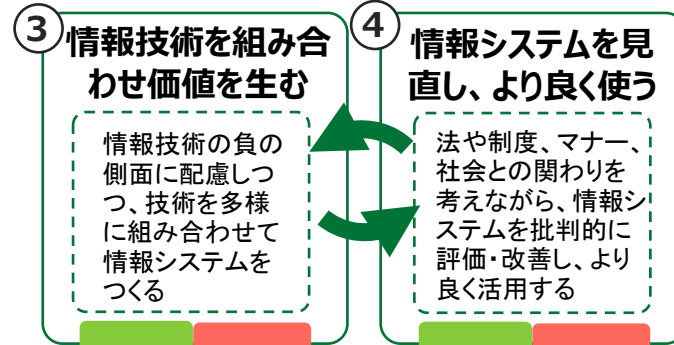 ③
情報技術を組み合
わせ価値を生む
情報技術の負の
側面に配慮しつ
つ、技術を多様
に組み合わせて
情報システムを
つくる
④
情報システムを見
直し、より良く使う
法や制度、マナー、
社会との関わりを
考えながら、情報シ
ステムを批判的に
評価・改善し、より
良く活用する